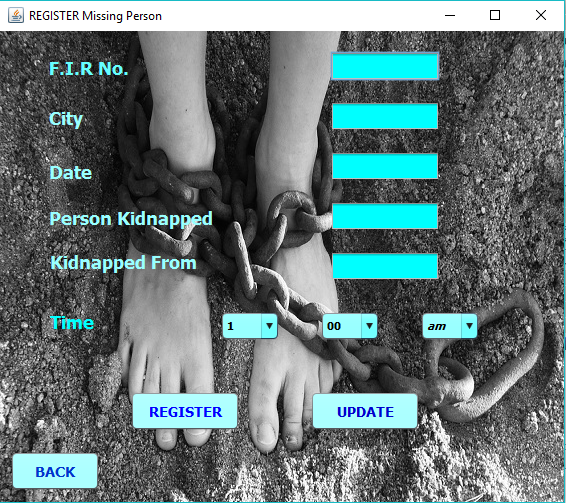 REGISTER Missing Person
F.I.R No.
City
Date
Person Kidnapped
Kidnapped From
Time 1 00 am
REGISTER UPDATE
BACK